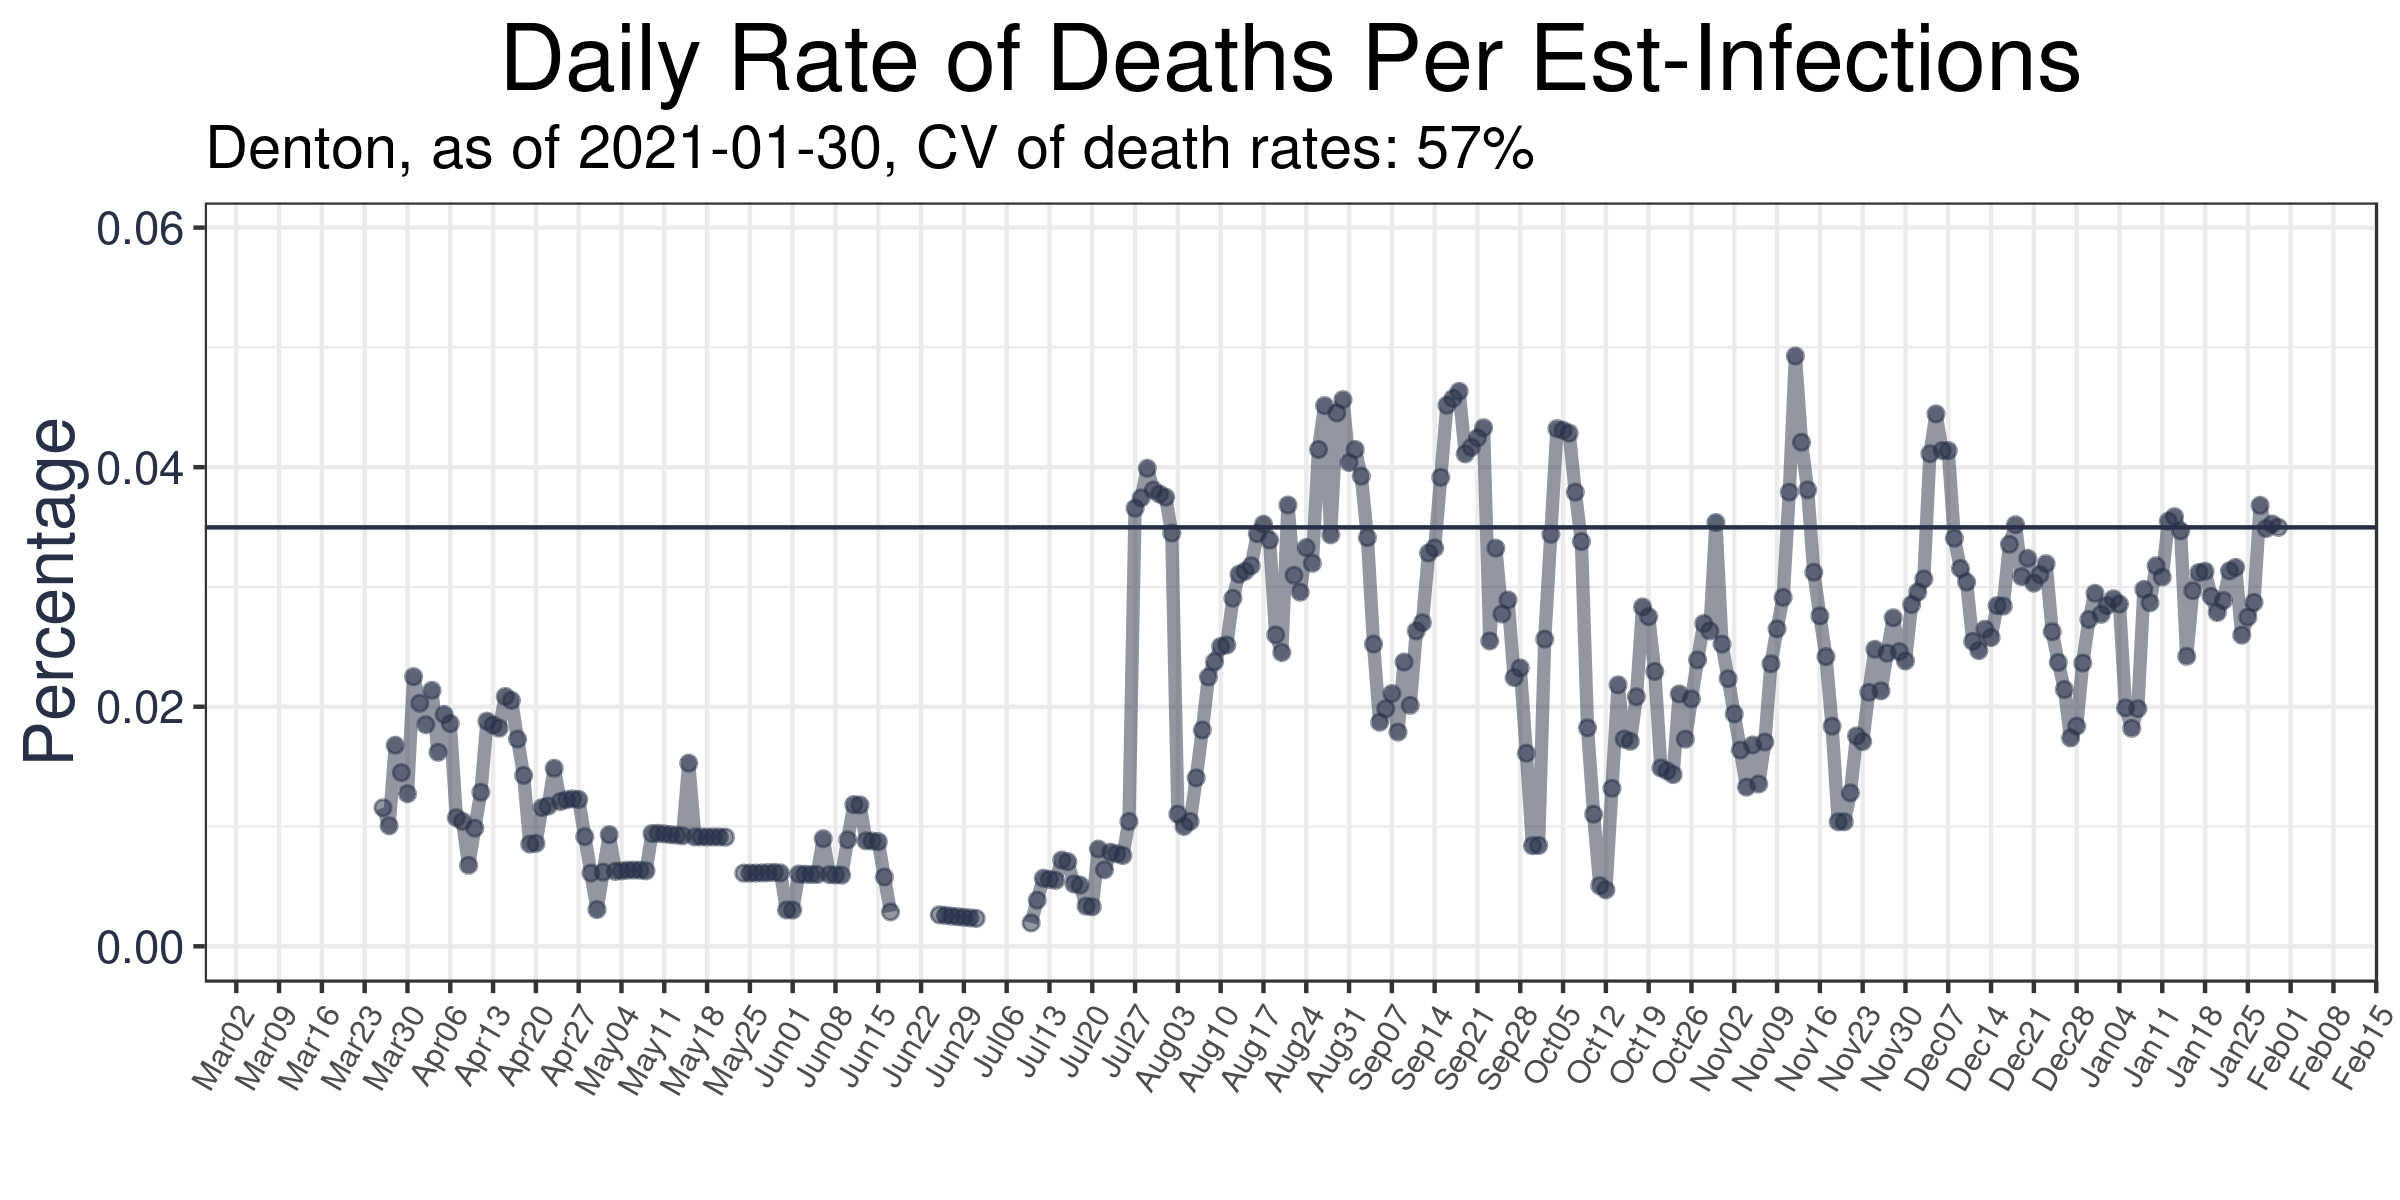 Daily Rate of Deaths Per Est-Infections
Denton, as of 2021-01-30, CV of death rates: 57%
Percentage
0.06
0.04
0.02
0.00
Mar02
Mar09
Mar16
Mar23
Mar30
Apr06
Apr13
Apr20
Apr27
May04
May11
May18
May25
Jun01
Jun08
Jun15
Jun22
Jun29
Jul06
Jul13
Jul20
Jul27
Aug03
Aug10
Aug17
Aug24
Aug31
Sep07
Sep14
Sep21
Sep28
Oct05
Oct12
Oct19
Oct26
Nov02
Nov09
Nov16
Nov23
Nov30
Dec07
Dec14
Dec21
Dec28
Jan04
Jan11
Jan18
Jan25
Feb01
Feb08
Feb15